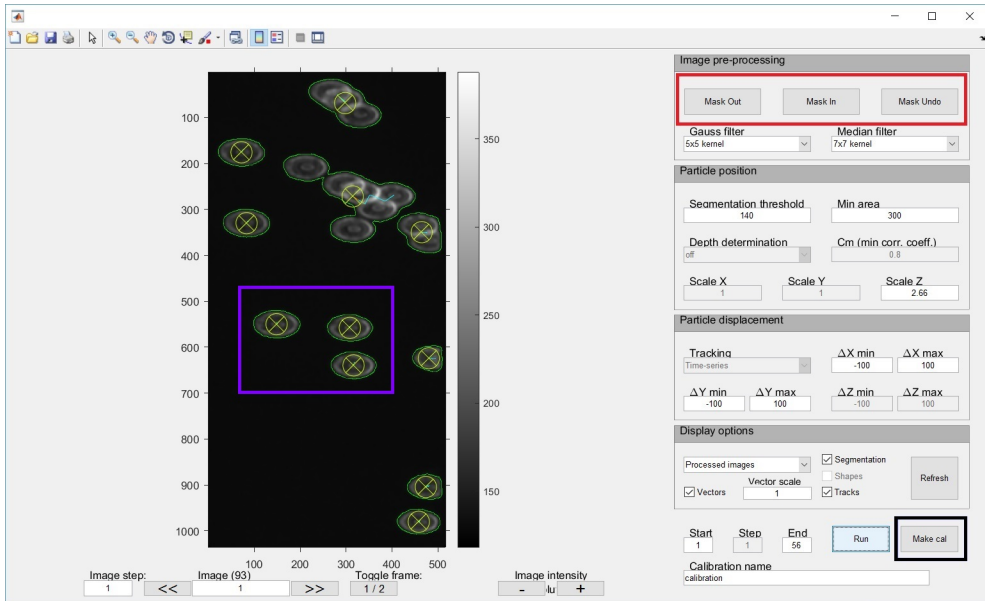 Image pre-processing
Mask Out Mask In Mask Undo
Gauss filter Median filter
5x5 kernel 7x7 kernel
Particle position
Segmentation threshold Min area
140 300
Depth determination Cm (min corr. coeff.)
off 0.8
Scale X Scale Y Scale Z
1 1 2.66
Particle displacement
Tracking ΔX min ΔX max
Time-series -100 100
ΔY min ΔY max ΔZ min ΔZ max
-100 100 -100 100
Display options
Processed images Segmentation
Shapes Refresh
Vector scale
Vectors 1 Tracks
Start Step End
1 1 56 Run Make cal
Calibration name
calibration
100
200
300
400
500
600
700
800
900
1000
100 200 300 400 500
350
300
250
200
150
Image step: Image (93) Toggle frame: Image intensity
1 << 1 >> 1 / 2 - lu +